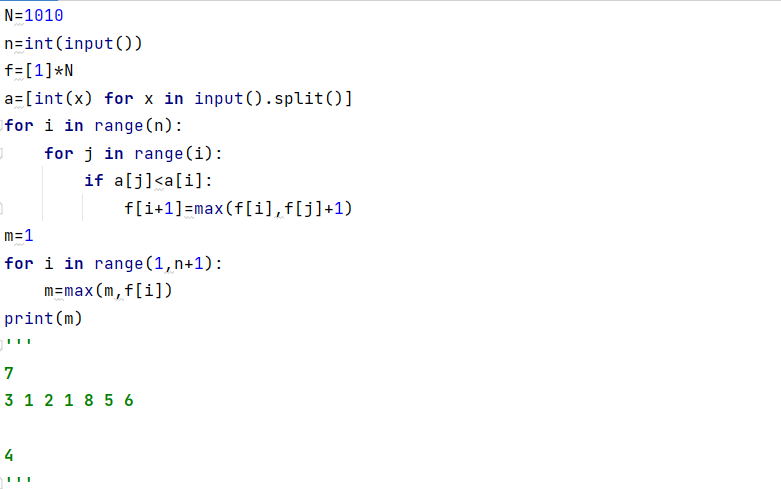 N=1010
n=int(input())
f=[1]*N
a=[int(x) for x in input().split()]
for i in range(n):
    for j in range(i):
        if a[j]<a[i]:
            f[i+1]=max(f[i],f[j]+1)
m=1
for i in range(1,n+1):
    m=max(m,f[i])
print(m)
'''
7
3 1 2 1 8 5 6

4
'''